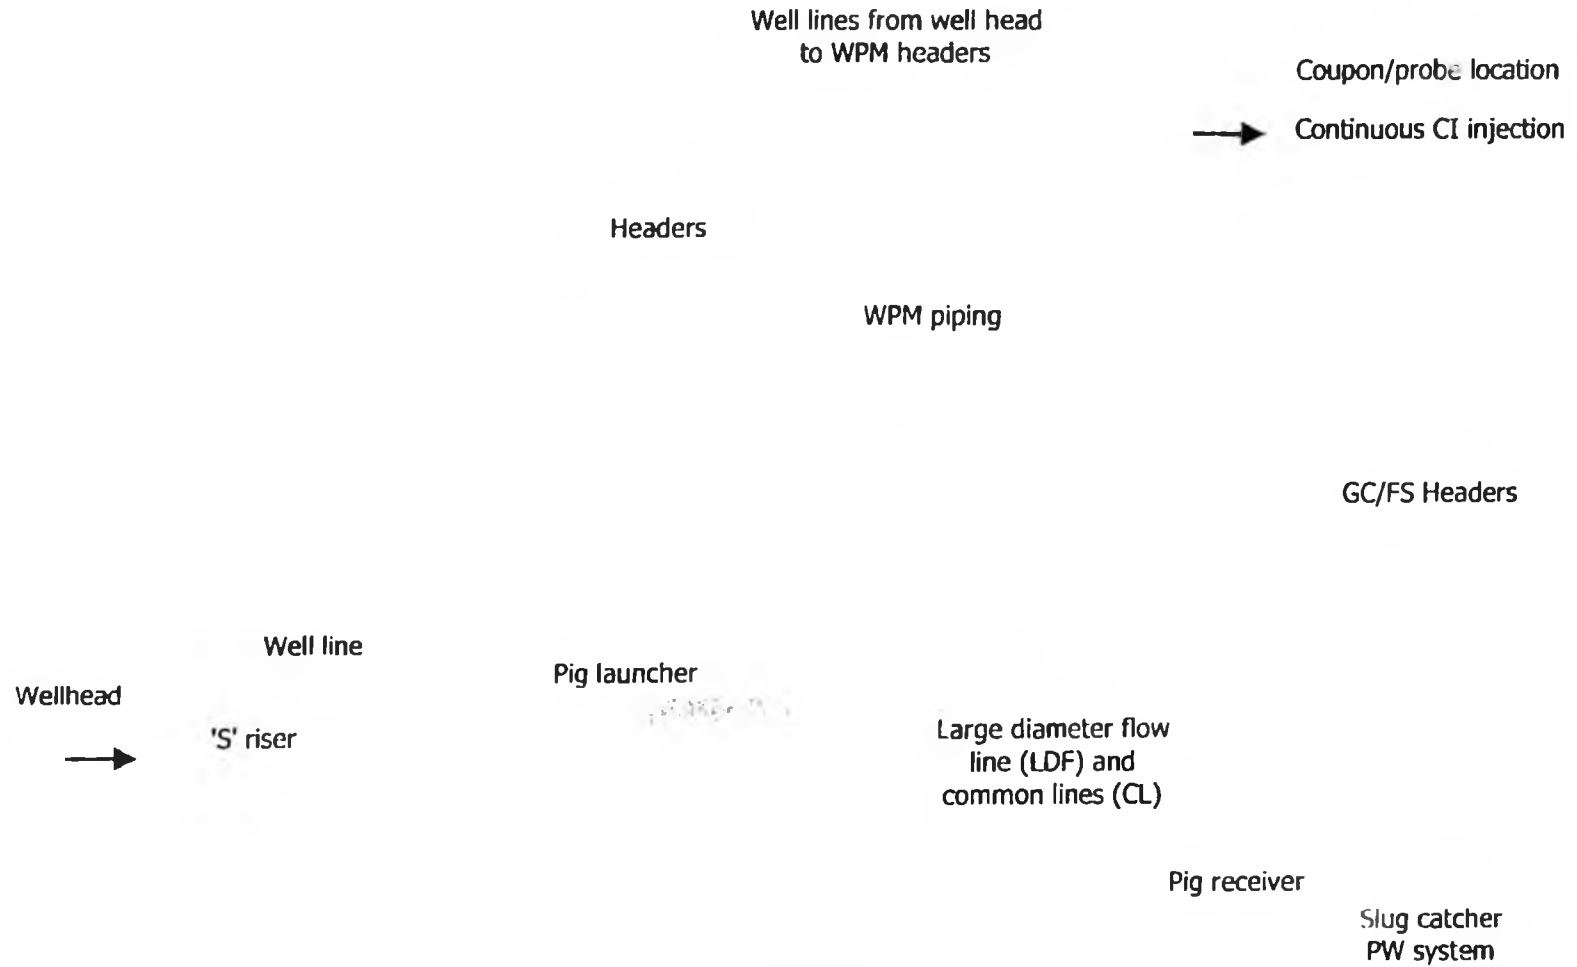 Well lines from well head
to WPM headers
Coupon/probe location
Continuous CI injection
Headers
WPM piping
GC/FS Headers
Well line
Pig launcher
Wellhead
'S' riser
Large diameter flow
line (LDF) and
common lines (CL)
Pig receiver
Slug catcher
PW system